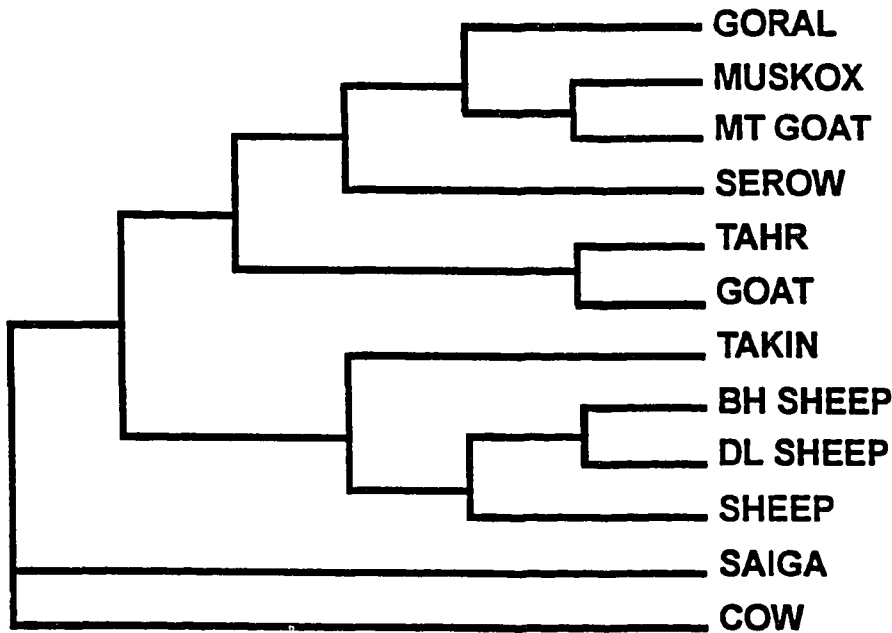 GORAL
MUSKOX
MT GOAT
SEROW
TAHR
GOAT
TAKIN
BH SHEEP
DL SHEEP
SHEEP
SAIGA
COW